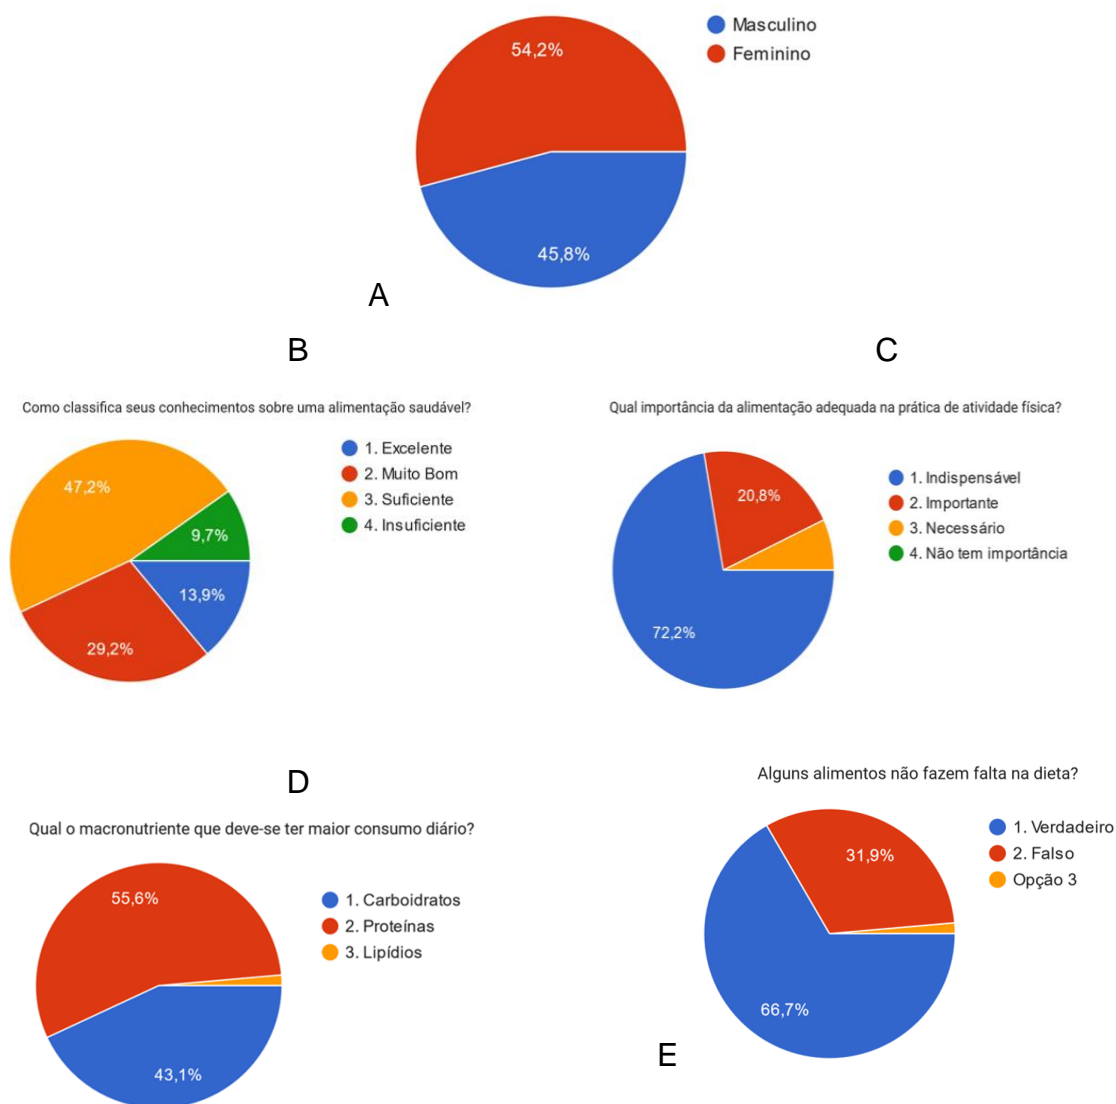 Masculino
Feminino
54,2%
45,8%
A
B
Como classifica seus conhecimentos sobre uma alimentação saudável?
1. Excelente
2. Muito Bom
3. Suficiente
4. Insuficiente
47,2%
9,7%
13,9%
29,2%
C
Qual importância da alimentação adequada na prática de atividade física?
1. Indispensável
2. Importante
3. Necessário
4. Não tem importância
20,8%
72,2%
D
Qual o macronutriente que deve-se ter maior consumo diário?
1. Carboidratos
2. Proteínas
3. Lipídios
55,6%
43,1%
Alguns alimentos não fazem falta na dieta?
1. Verdadeiro
2. Falso
Opção 3
31,9%
66,7%
E